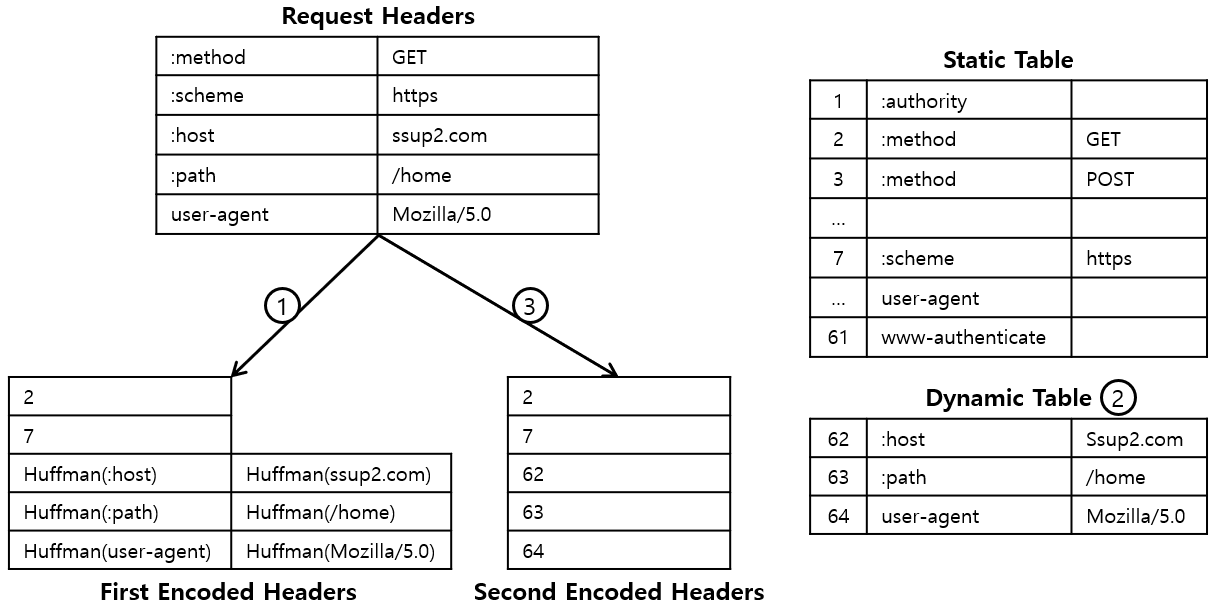 Request Headers
:method GET
:scheme https
:host ssup2.com
:path /home
user-agent Mozilla/5.0
1
3
2
7
Huffman(:host) Huffman(ssup2.com)
Huffman(:path) Huffman(/home)
Huffman(user-agent) Huffman(Mozilla/5.0)
First Encoded Headers
2
7
62
63
64
Second Encoded Headers
Static Table
1 :authority
2 :method GET
3 :method POST
...
7 :scheme https
... user-agent
61 www-authenticate
Dynamic Table 2
62 :host Ssup2.com
63 :path /home
64 user-agent Mozilla/5.0